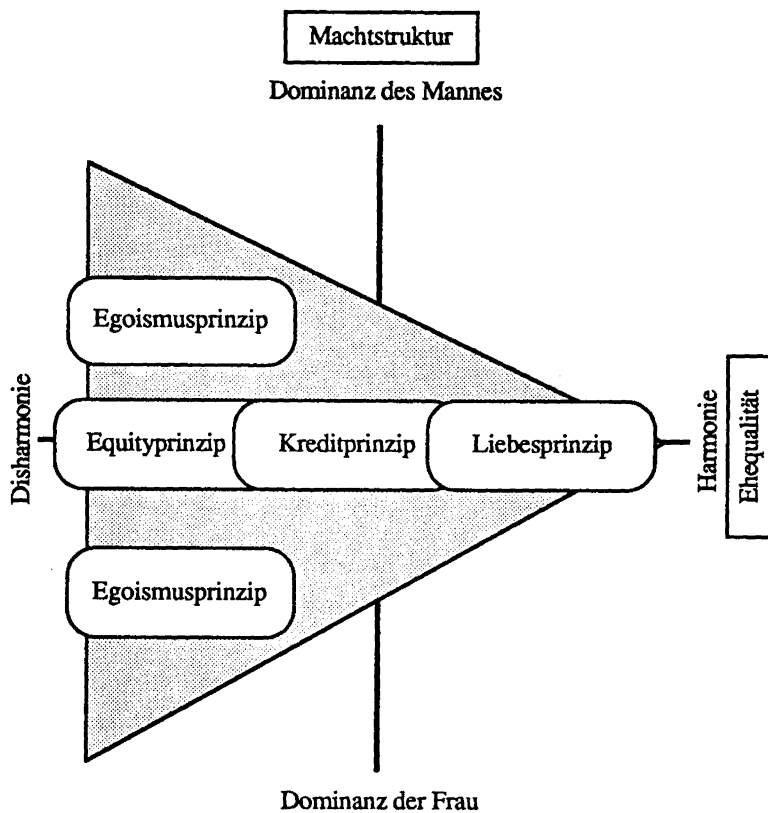 Machtstruktur
Dominanz des Mannes
Egoismusprinzip
Disharmonie
Equityprinzip
Kreditprinzip
Liebesprinzip
Harmonie
Ehequalität
Egoismusprinzip
Dominanz der Frau